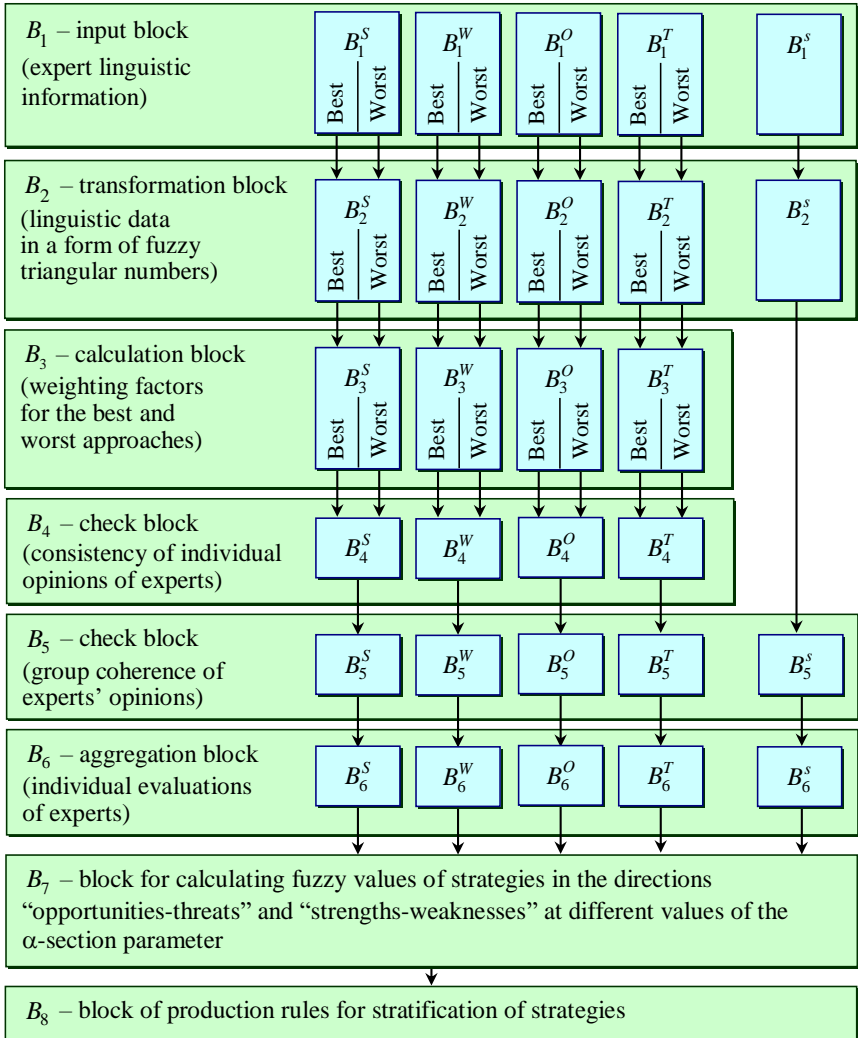 B₁ – input block
(expert linguistic
information)
B₁ˢ B₁ᵂ B₁ᴼ B₁ᵀ B₁ˢ
Best Worst Best Worst Best Worst Best Worst
B₂ – transformation block
(linguistic data
in a form of fuzzy
triangular numbers)
B₂ˢ B₂ᵂ B₂ᴼ B₂ᵀ B₂ˢ
Best Worst Best Worst Best Worst Best Worst
B₃ – calculation block
(weighting factors
for the best and
worst approaches)
B₃ˢ B₃ᵂ B₃ᴼ B₃ᵀ
Best Worst Best Worst Best Worst Best Worst
B₄ – check block
(consistency of individual
opinions of experts)
B₄ˢ B₄ᵂ B₄ᴼ B₄ᵀ
B₅ – check block
(group coherence of
experts’ opinions)
B₅ˢ B₅ᵂ B₅ᴼ B₅ᵀ B₅ˢ
B₆ – aggregation block
(individual evaluations
of experts)
B₆ˢ B₆ᵂ B₆ᴼ B₆ᵀ B₆ˢ
B₇ – block for calculating fuzzy values of strategies in the directions
“opportunities-threats” and “strengths-weaknesses” at different values of the
α-section parameter
B₈ – block of production rules for stratification of strategies